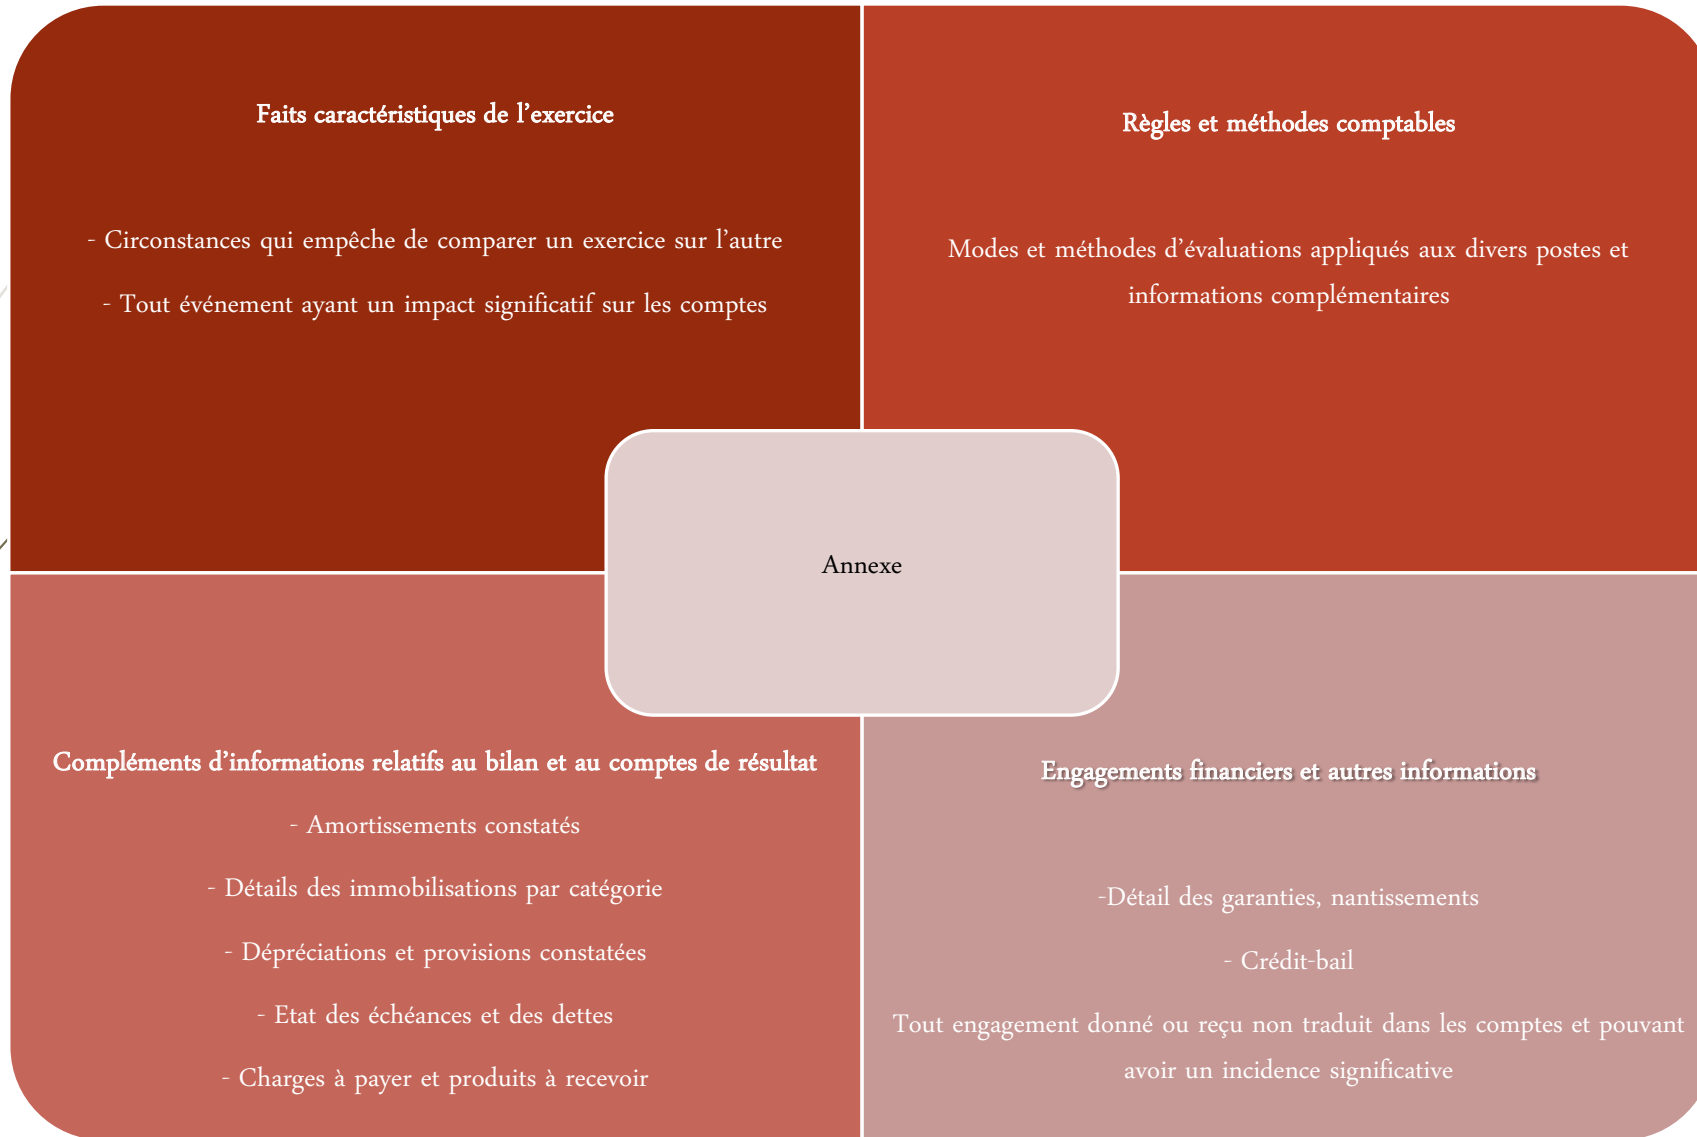 Faits caractéristiques de l’exercice
- Circonstances qui empêche de comparer un exercice sur l’autre
- Tout événement ayant un impact significatif sur les comptes
Règles et méthodes comptables
Modes et méthodes d’évaluations appliqués aux divers postes et
informations complémentaires
Annexe
Compléments d’informations relatifs au bilan et au comptes de résultat
- Amortissements constatés
- Détails des immobilisations par catégorie
- Dépréciations et provisions constatées
- Etat des échéances et des dettes
- Charges à payer et produits à recevoir
Engagements financiers et autres informations
-Détail des garanties, nantissements
- Crédit-bail
Tout engagement donné ou reçu non traduit dans les comptes et pouvant
avoir un incidence significative